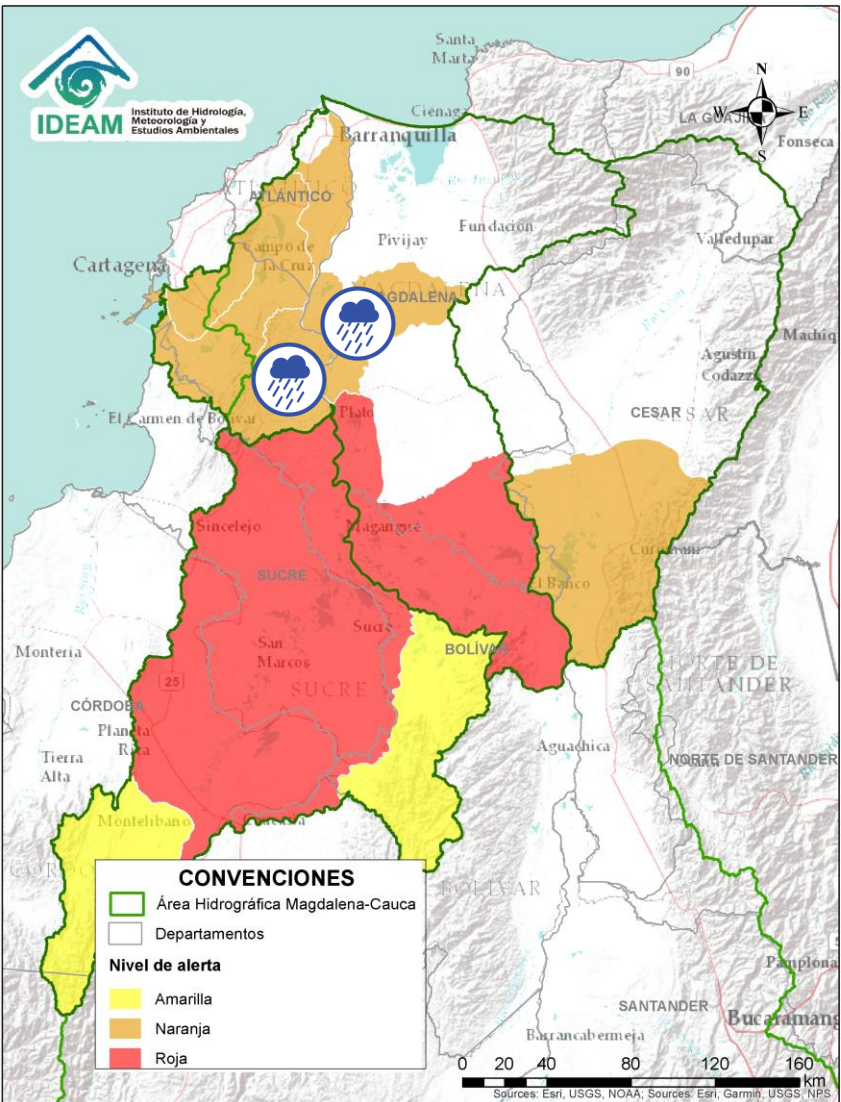 IDEAM
Instituto de Hidrología,
Meteorología y
Estudios Ambientales
Santa
Marta
90
N
W
E
S
Ciénaga
LA GUAJIRA
Fonseca
Barranquilla
ATLÁNTICO
Fundación
Pivijay
Valledupar
Campo de
la Cruz
Cartagena
MAGDALENA
Agustín
Codazzi
El Carmen de Bolívar
Plato
CESAR
CESAR
Sincelejo
Magangué
SUCRE
El Banco
Sucre
Montería
San
Marcos
BOLÍVAR
SUCRE
25
NORTE DE
SANTANDER
CÓRDOBA
Planeta
Rica
Tierra
Alta
Aguachica
NORTE DE SANTANDER
Montelíbano
CONVENCIONES
Área Hidrográfica Magdalena-Cauca
Departamentos
Nivel de alerta
Amarilla
Naranja
Roja
BOLIVAR
Pamplona
SANTANDER
Bucaramang
Barrancabermeja
0 20 40 80 120 160
km
Sources: Esri, USGS, NOAA; Sources: Esri, Garmin, USGS, NPS